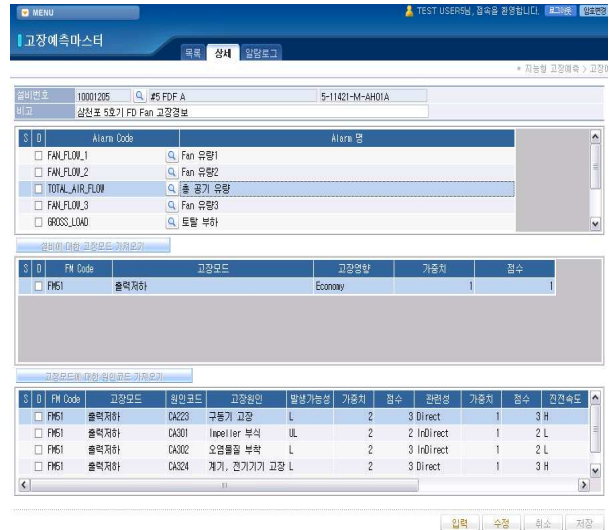 MENU
TEST USER5님, 접속을 환영합니다. 로그아웃 암호변경
고장예측마스터
목록 상세 알람로그
지능형 고장예측 > 고장예
설비번호 10001205 #5 FDF A 5-11421-M-AH01A
비고 삼천포 5호기 FD Fan 고장경보
S D Alarm Code Alarm 명
FAN_FLOW_1 Fan 유량1
FAN_FLOW_2 Fan 유량2
TOTAL_AIR_FLOW 총 공기 유량
FAN_FLOW_3 Fan 유량3
GROSS_LOAD 토탈 부하
설비에 대한 고장모드 가져오기
S D FM Code 고장모드 고장영향 가중치 점수
FM51 출력저하 Economy 1 1
고장모드에 대한 원인코드 가져오기
S D FM Code 고장모드 원인코드 고장원인 발생가능성 가중치 점수 관련성 가중치 점수 진전속도
FM51 출력저하 CA223 구동기 고장 L 2 3 Direct 1 3 H
FM51 출력저하 CA301 Impeller 부식 UL 2 2 InDirect 1 2 L
FM51 출력저하 CA302 오염물질 부착 L 2 3 InDirect 1 2 L
FM51 출력저하 CA324 계기, 전기기기 고장 L 2 3 Direct 1 3 H
입력 수정 취소 저장